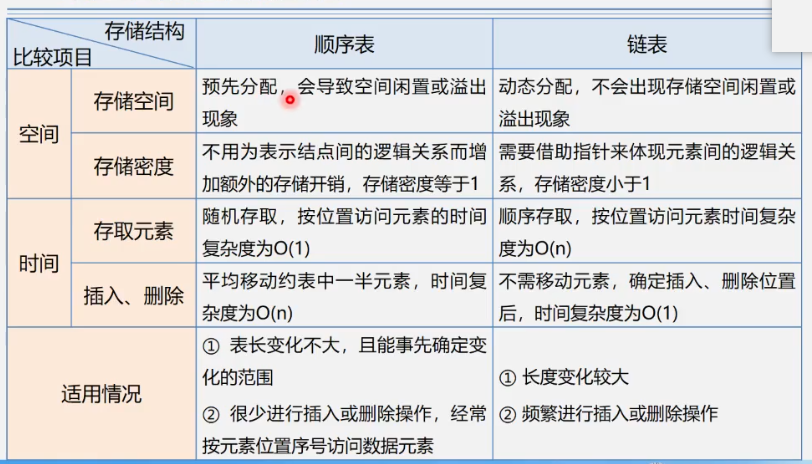 存储结构
比较项目
顺序表
链表
空间
存储空间
预先分配，会导致空间闲置或溢出
现象
动态分配，不会出现存储空间闲置或
溢出现象
存储密度
不用为表示结点间的逻辑关系而增
加额外的存储开销，存储密度等于1
需要借助指针来体现元素间的逻辑关
系，存储密度小于1
时间
存取元素
随机存取，按位置访问元素的时间
复杂度为O(1)
顺序存取，按位置访问元素时间复杂
度为O(n)
插入、删除
平均移动约表中一半元素，时间复
杂度为O(n)
不需移动元素，确定插入、删除位置
后，时间复杂度为O(1)
适用情况
① 表长变化不大，且能事先确定变
化的范围
② 很少进行插入或删除操作，经常
按元素位置序号访问数据元素
① 长度变化较大
② 频繁进行插入或删除操作